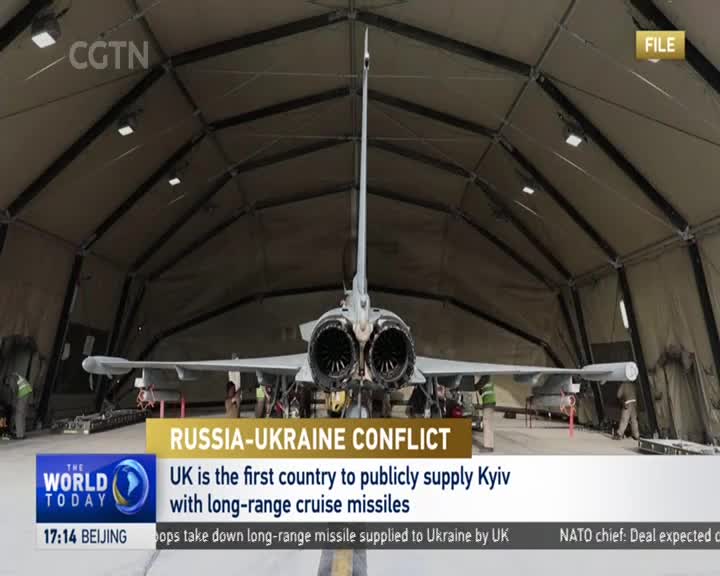 CGTN
FILE
RUSSIA-UKRAINE CONFLICT
UK is the first country to publicly supply Kyiv
with long-range cruise missiles
THE
WORLD
TODAY
17:14 BEIJING
take down long-range missile supplied to Ukraine by UK
NATO chief: Deal expected